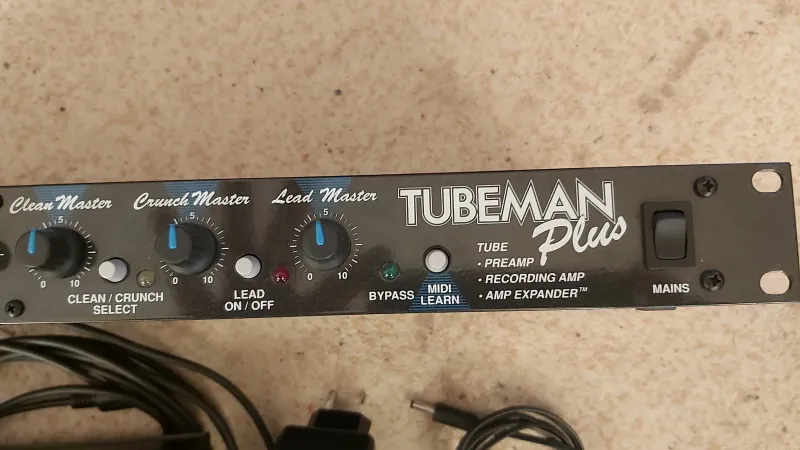 Clean Master
5
0 10
CLEAN / CRUNCH
SELECT
Crunch Master
5
0 10
LEAD
ON / OFF
Lead Master
5
0 10
BYPASS
MIDI
LEARN
TUBEMAN
Plus
TUBE
· PREAMP
· RECORDING AMP
· AMP EXPANDER™
MAINS